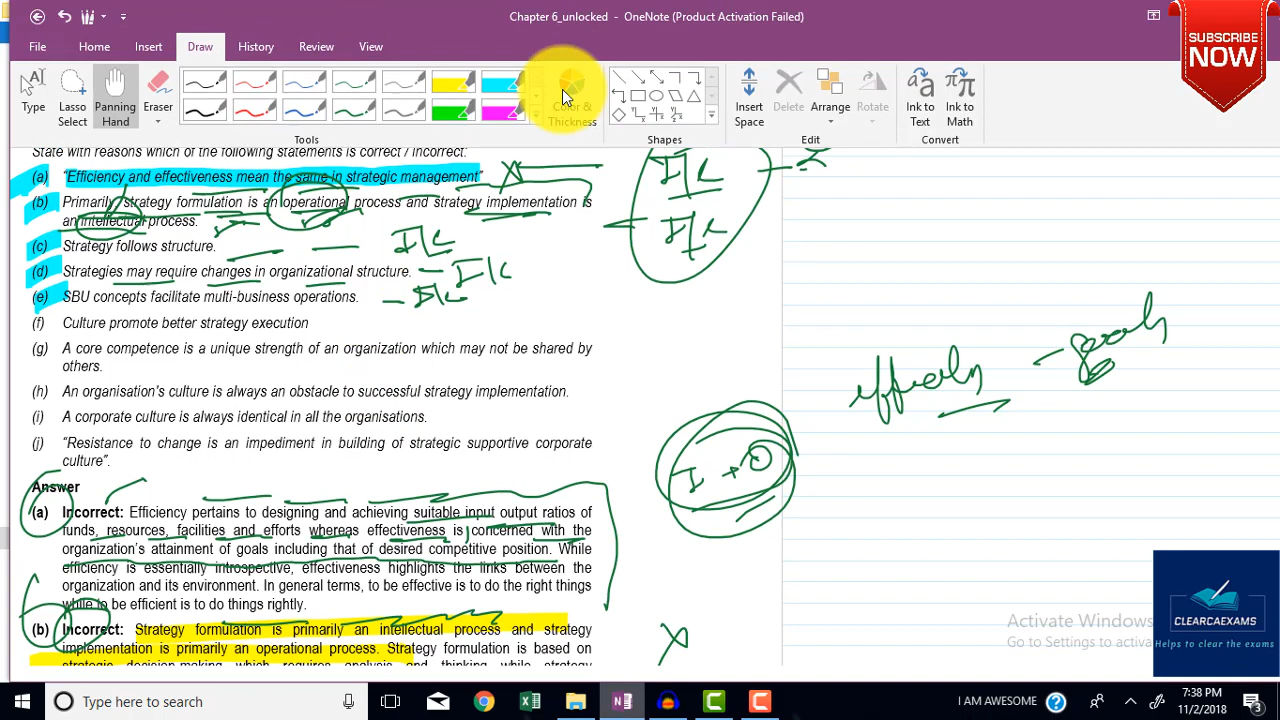 Chapter 6_unlocked - OneNote (Product Activation Failed)
SUBSCRIBE
NOW
File Home Insert Draw History Review View
Type
Lasso Select
Panning Hand
Eraser
Color & Thickness
Insert Space
Delete
Arrange
Rotate
Ink to Text
Ink to Math
Tools
Shapes
Edit
Convert
State with reasons which of the following statements is correct / incorrect:
(a) "Efficiency and effectiveness mean the same in strategic management"
(b) Primarily, strategy formulation is an operational process and strategy implementation is
an intellectual process.
(c) Strategy follows structure.
(d) Strategies may require changes in organizational structure.
(e) SBU concepts facilitate multi-business operations.
(f) Culture promote better strategy execution
(g) A core competence is a unique strength of an organization which may not be shared by
others.
(h) An organisation's culture is always an obstacle to successful strategy implementation.
(i) A corporate culture is always identical in all the organisations.
(j) "Resistance to change is an impediment in building of strategic supportive corporate
culture".
Answer
(a) Incorrect: Efficiency pertains to designing and achieving suitable input output ratios of
funds, resources, facilities and efforts whereas effectiveness is concerned with the
organization's attainment of goals including that of desired competitive position. While
efficiency is essentially introspective, effectiveness highlights the links between the
organization and its environment. In general terms, to be effective is to do the right things
while to be efficient is to do things rightly.
(b) Incorrect: Strategy formulation is primarily an intellectual process and strategy
implementation is primarily an operational process. Strategy formulation is based on
strategic decision-making which requires analysis and thinking while strategy
I/C
I/C
I/C
I/C
I/C
goals
I + O
Activate Windows
Go to Settings to activa
CLEARCAEXAMS
Helps to clear the exams
Type here to search
I AM AWESOME
7:38 PM
11/2/2018
3